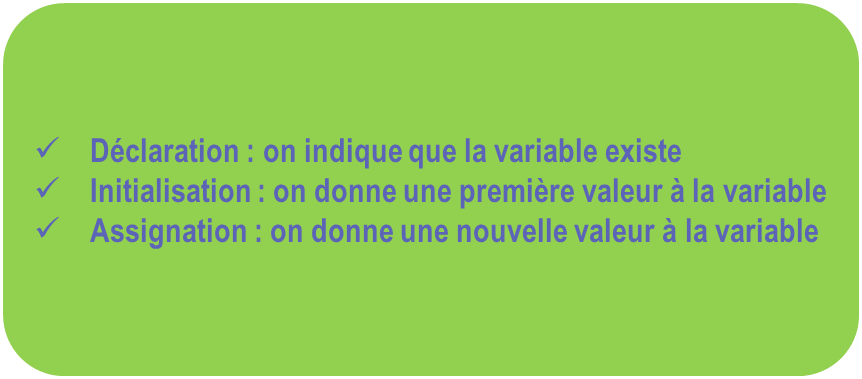 ✓ Déclaration : on indique que la variable existe
✓ Initialisation : on donne une première valeur à la variable
✓ Assignation : on donne une nouvelle valeur à la variable